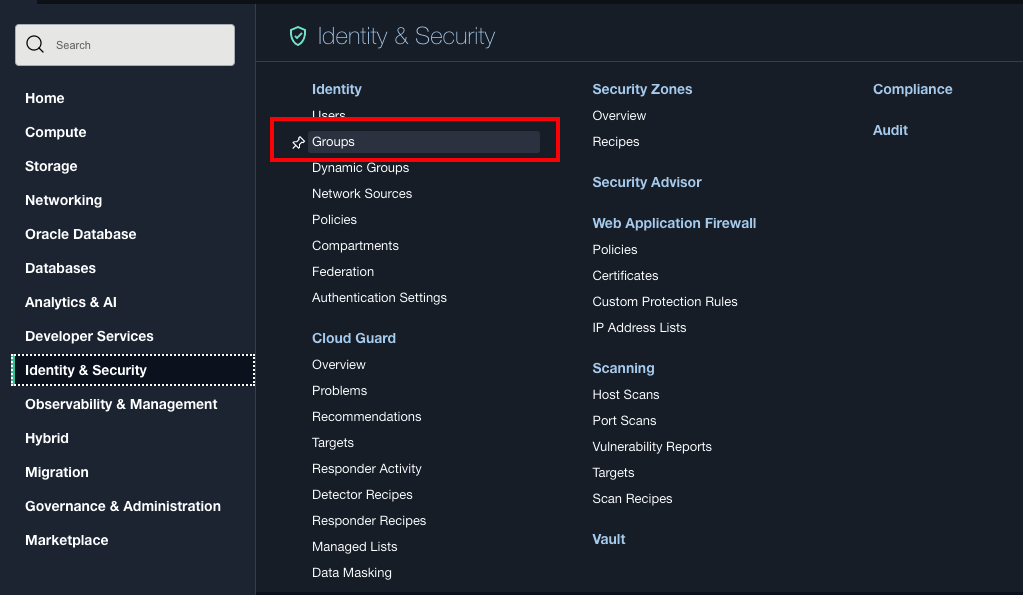 Search
Home
Compute
Storage
Networking
Oracle Database
Databases
Analytics & AI
Developer Services
Identity & Security
Observability & Management
Hybrid
Migration
Governance & Administration
Marketplace
Identity & Security
Identity
Users
Groups
Dynamic Groups
Network Sources
Policies
Compartments
Federation
Authentication Settings
Cloud Guard
Overview
Problems
Recommendations
Targets
Responder Activity
Detector Recipes
Responder Recipes
Managed Lists
Data Masking
Security Zones
Overview
Recipes
Security Advisor
Web Application Firewall
Policies
Certificates
Custom Protection Rules
IP Address Lists
Scanning
Host Scans
Port Scans
Vulnerability Reports
Targets
Scan Recipes
Vault
Compliance
Audit